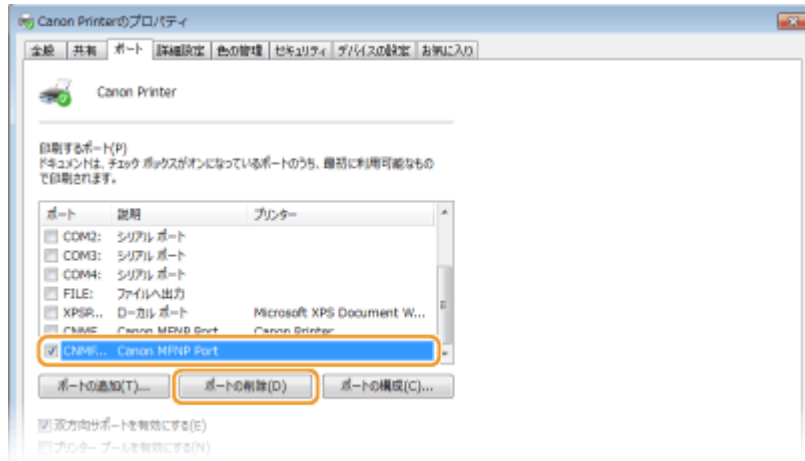 Canon Printerのプロパティ
全般 共有 ポート 詳細設定 色の管理 セキュリティ デバイスの設定 お気に入り
Canon Printer
印刷するポート(P)
ドキュメントは、チェック ボックスがオンになっているポートのうち、最初に利用可能なもの
で印刷されます。
ポート 説明 プリンター
COM2: シリアル ポート
COM3: シリアル ポート
COM4: シリアル ポート
FILE: ファイルへ出力
XPSR... ローカル ポート Microsoft XPS Document W...
CNMF... Canon MFNP Port Canon Printer
CNMF... Canon MFNP Port
ポートの追加(T)... ポートの削除(D) ポートの構成(C)...
双方向サポートを有効にする(E)
プリンター プールを有効にする(N)